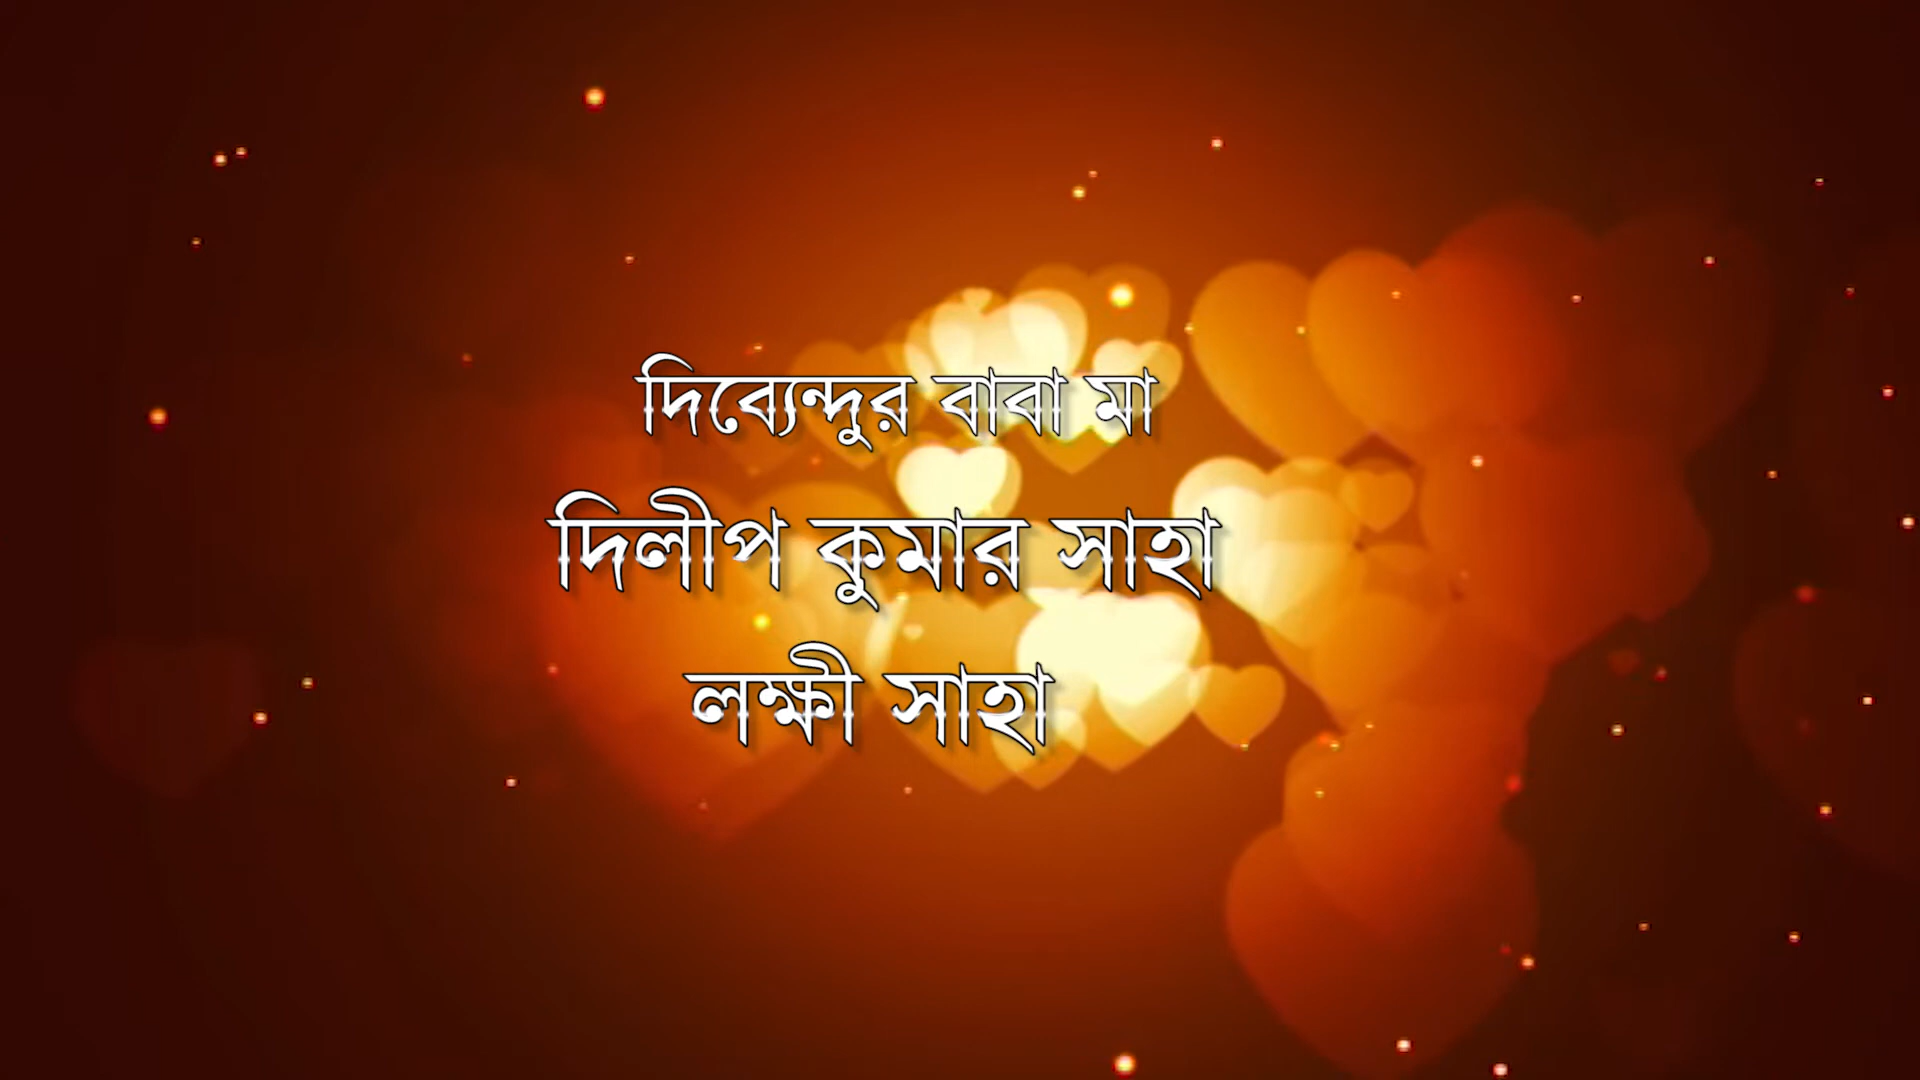 দিব্যেন্দুর বাবা মা
দিলীপ কুমার সাহা
লক্ষী সাহা